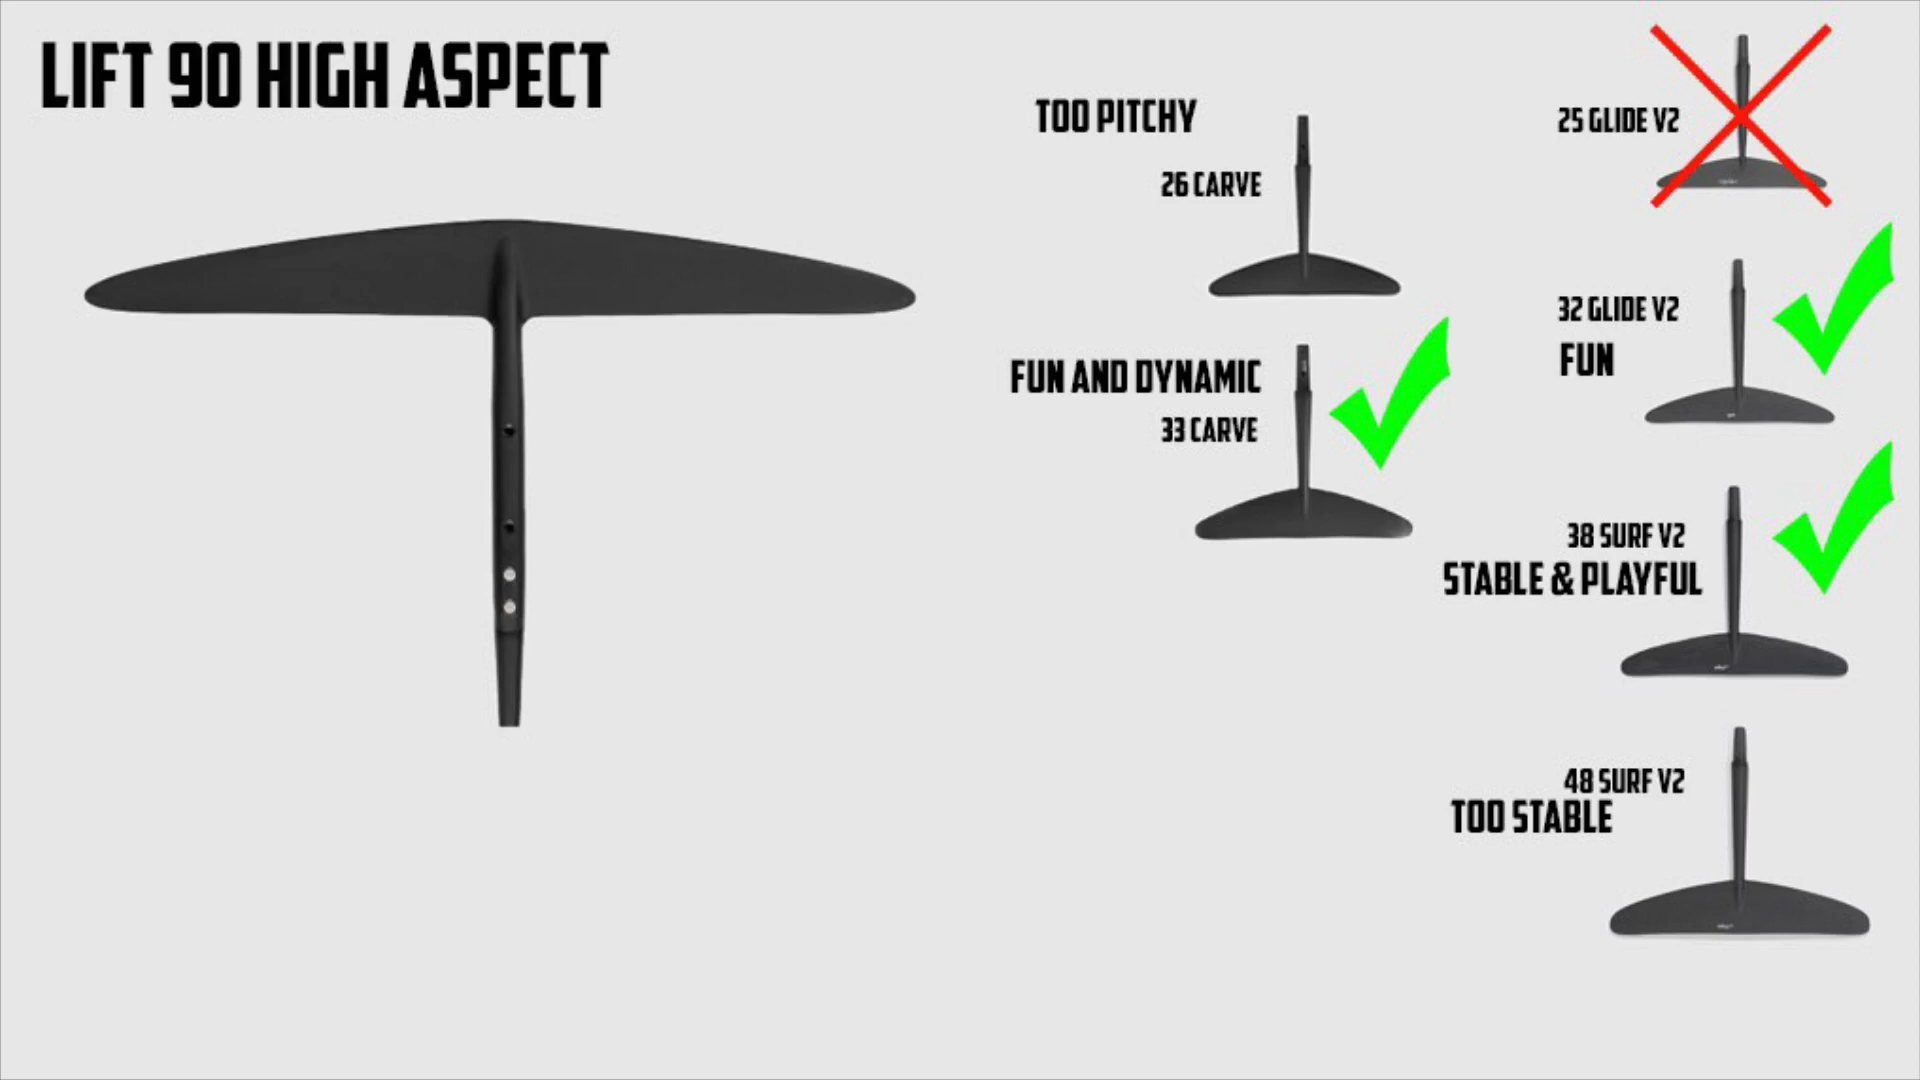 LIFT 90 HIGH ASPECT
TOO PITCHY
26 CARVE
FUN AND DYNAMIC
33 CARVE
25 GLIDE V2
32 GLIDE V2
FUN
38 SURF V2
STABLE & PLAYFUL
48 SURF V2
TOO STABLE